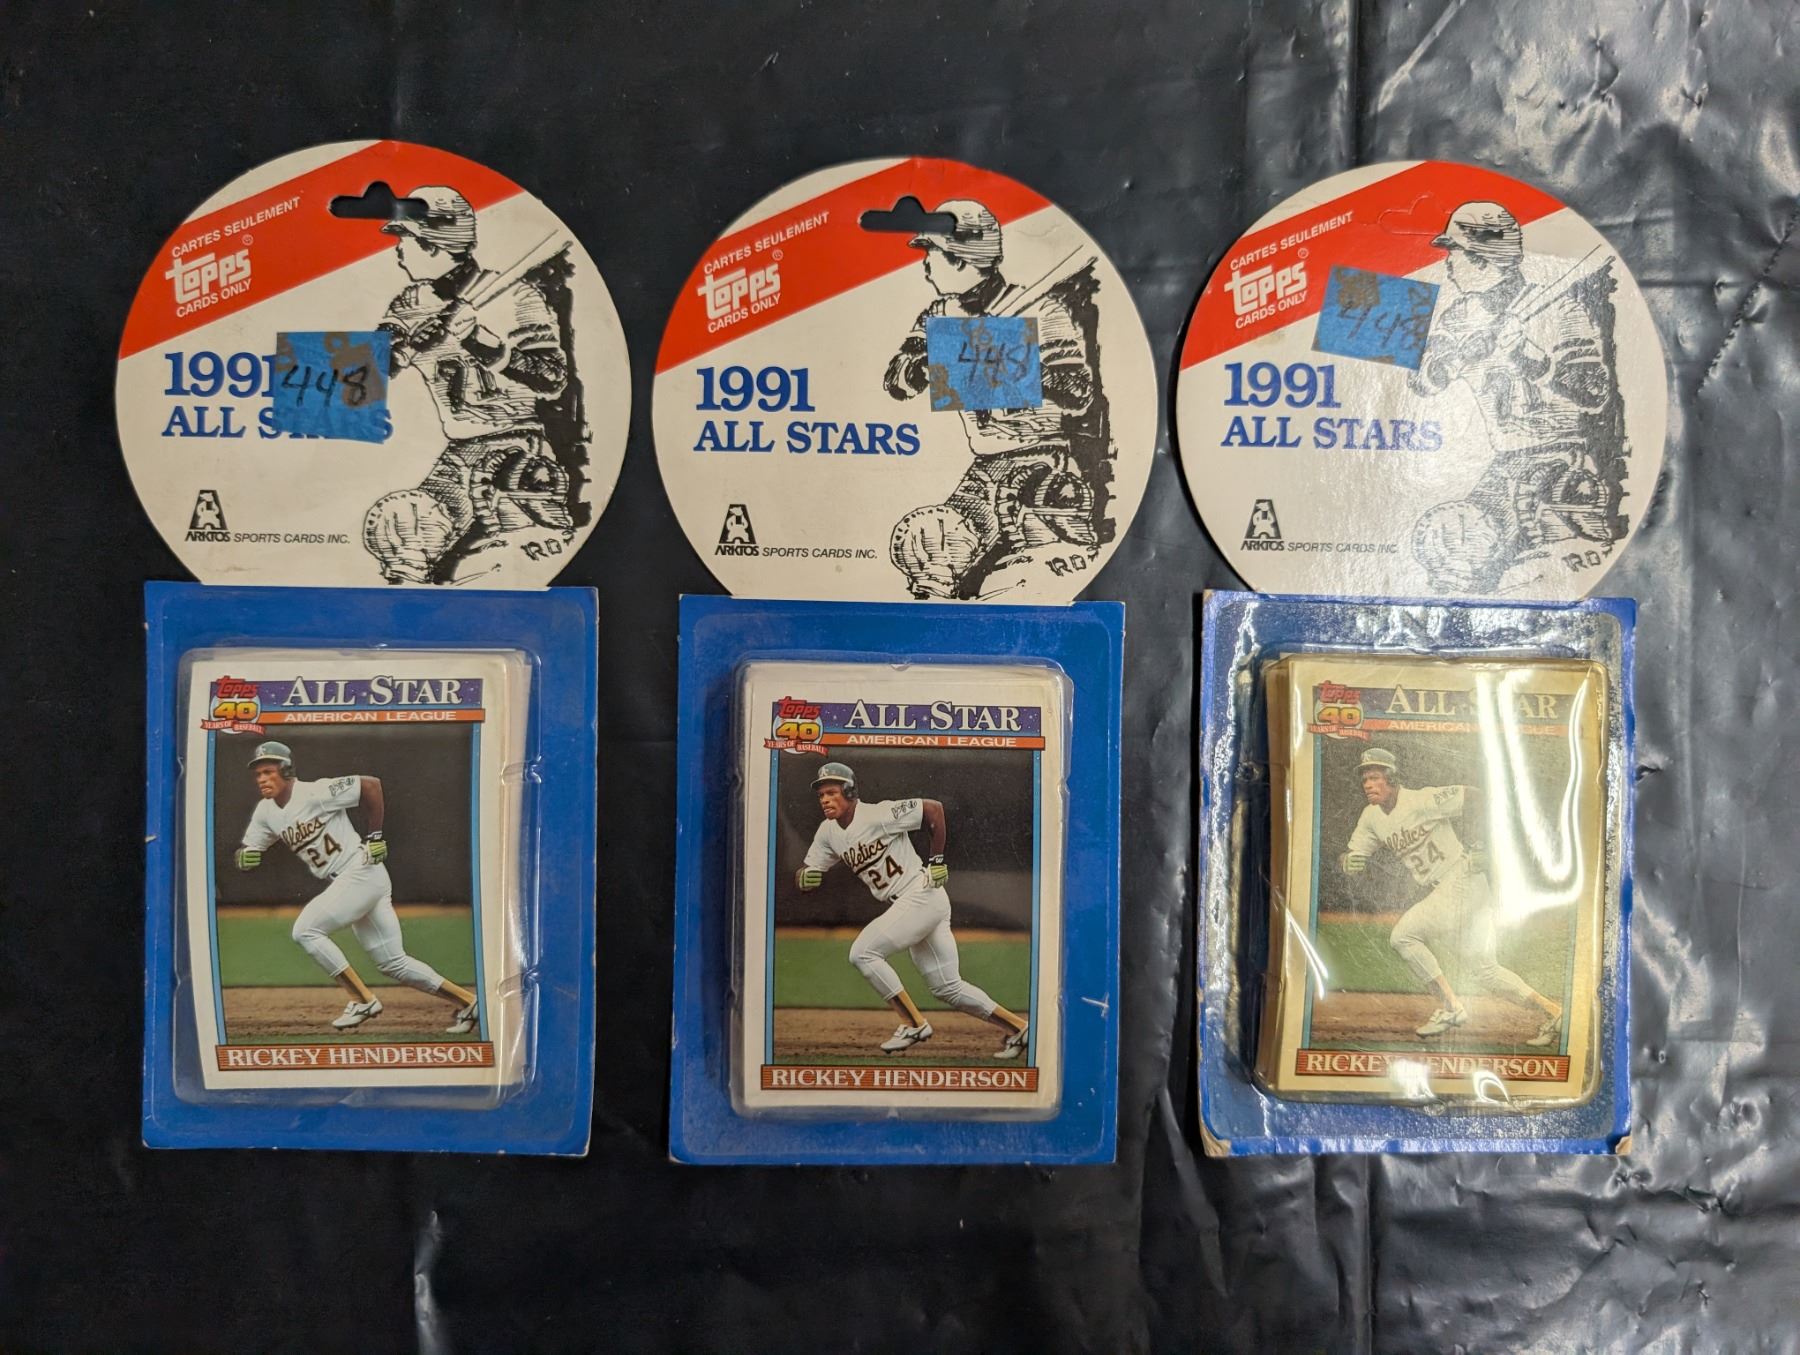 CARTES SEULEMENT
topps®
CARDS ONLY
1991
448
ALL STARS
ARKTOS SPORTS CARDS INC.
RD
topps
40
YEARS OF BASEBALL
ALL·STAR
AMERICAN LEAGUE
Athletics
24
RICKEY HENDERSON
CARTES SEULEMENT
topps®
CARDS ONLY
448
1991
ALL STARS
ARKTOS SPORTS CARDS INC.
RD
topps
40
YEARS OF BASEBALL
ALL·STAR
AMERICAN LEAGUE
Athletics
24
RICKEY HENDERSON
CARTES SEULEMENT
topps®
CARDS ONLY
448
1991
ALL STARS
ARKTOS SPORTS CARDS INC.
RD
topps
40
YEARS OF BASEBALL
ALL·STAR
AMERICAN LEAGUE
Athletics
24
RICKEY HENDERSON